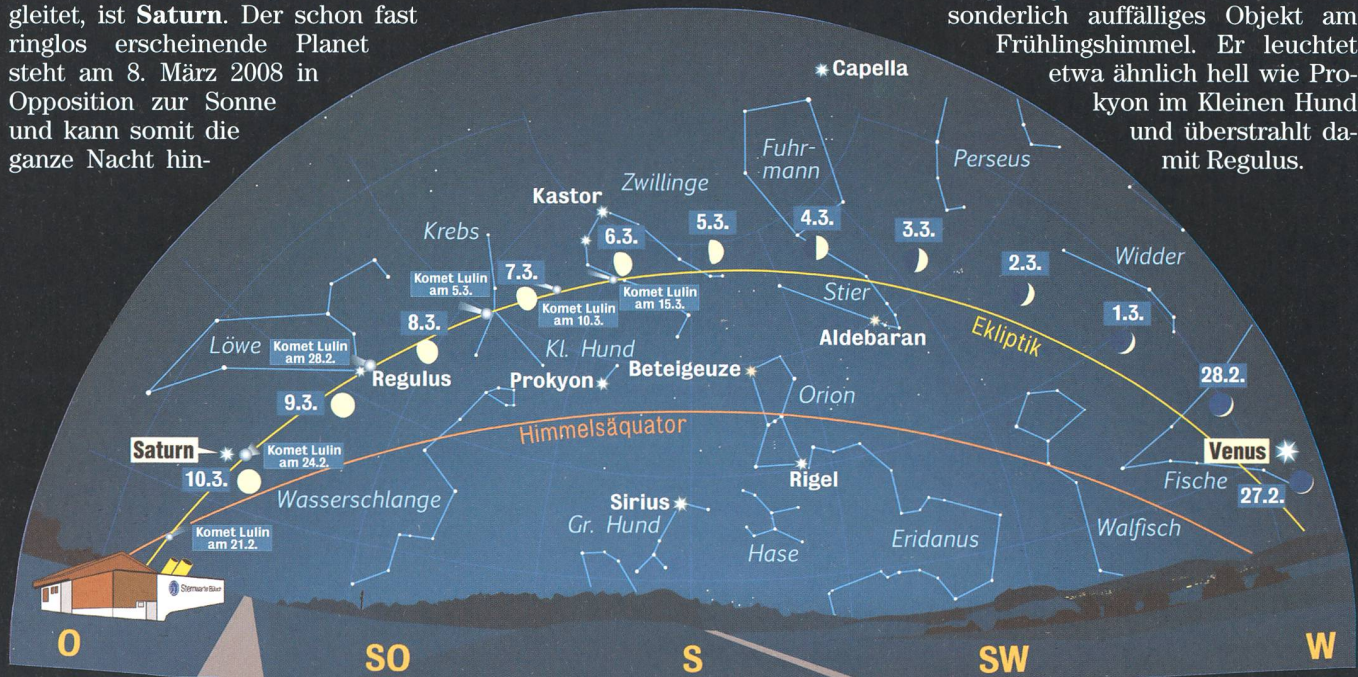 gleitet, ist Saturn. Der schon fast
ringlos erscheinende Planet
steht am 8. März 2008 in
Opposition zur Sonne
und kann somit die
ganze Nacht hin-
sonderlich auffälliges Objekt am
Frühlingshimmel. Er leuchtet
etwa ähnlich hell wie Pro-
kyon im Kleinen Hund
und überstrahlt da-
mit Regulus.
Capella
Fuhr-
mann
Perseus
Zwillinge
Kastor
Krebs
6.3.
5.3.
4.3.
3.3.
2.3.
Widder
1.3.
7.3.
Komet Lulin
am 5.3.
Komet Lulin
am 10.3.
Komet Lulin
am 15.3.
Stier
Aldebaran
Ekliptik
8.3.
Löwe
Komet Lulin
am 28.2.
Regulus
Kl. Hund
Prokyon
Beteigeuze
Orion
28.2.
9.3.
Himmelsäquator
Saturn
Komet Lulin
am 24.2.
10.3.
Venus
Fische
27.2.
Wasserschlange
Rigel
Sirius
Gr. Hund
Hase
Eridanus
Walfisch
Komet Lulin
am 21.2.
Sternwarte Bülach
O
SO
S
SW
W